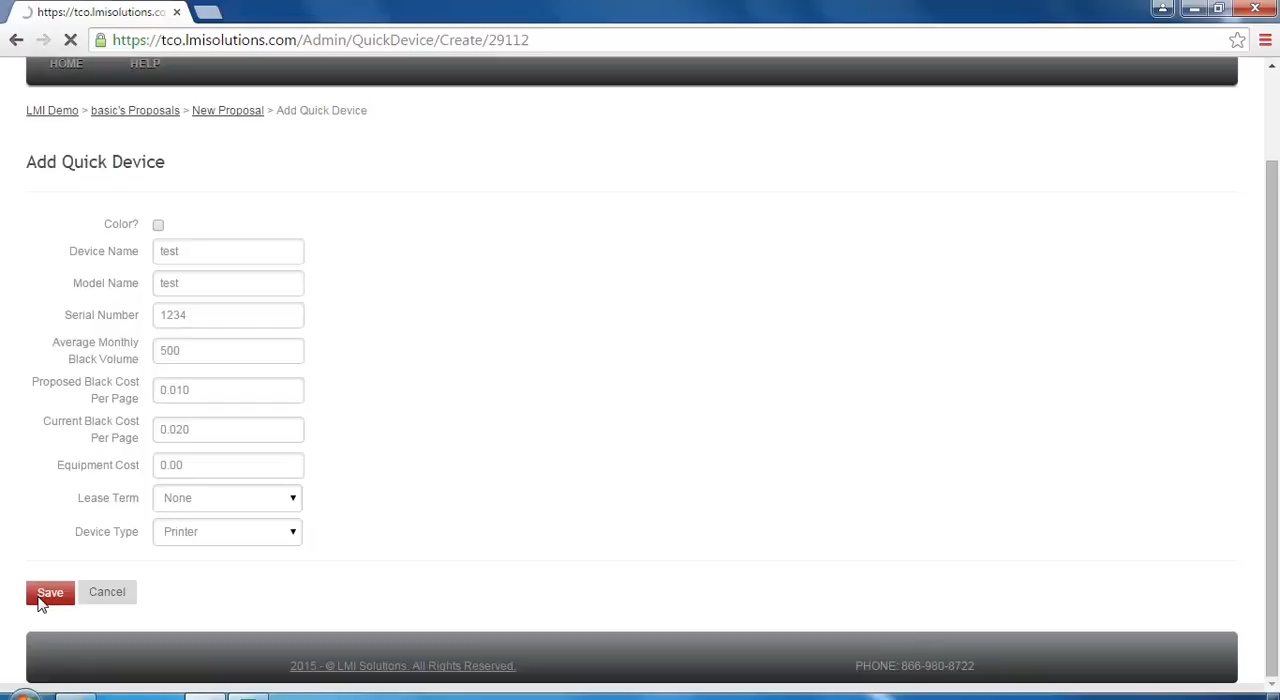 https://tco.lmisolutions.co
https://tco.lmisolutions.com/Admin/QuickDevice/Create/29112
HOME HELP
LMI Demo > basic's Proposals > New Proposal > Add Quick Device
Add Quick Device
Color?
Device Name test
Model Name test
Serial Number 1234
Average Monthly
Black Volume 500
Proposed Black Cost
Per Page 0.010
Current Black Cost
Per Page 0.020
Equipment Cost 0.00
Lease Term None
Device Type Printer
Save Cancel
2015 - © LMI Solutions. All Rights Reserved. PHONE: 866-980-8722